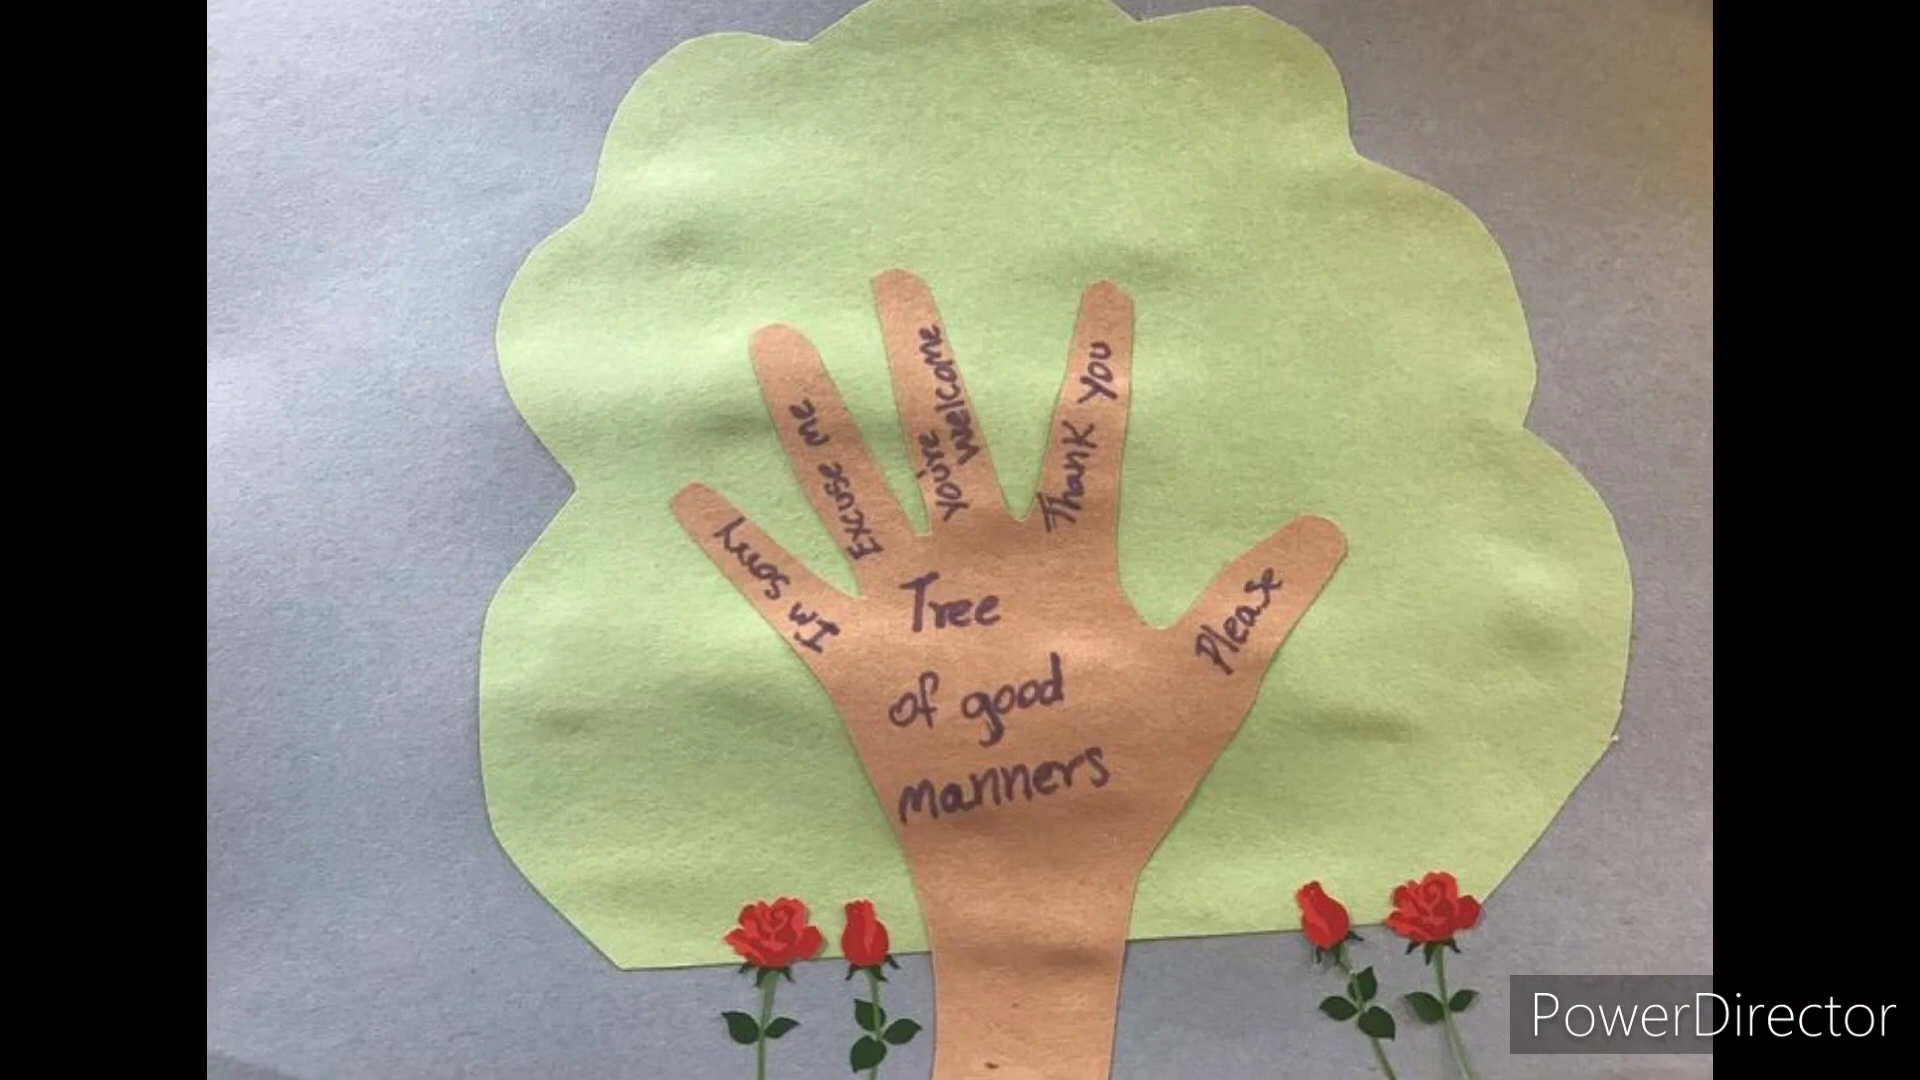 I'm sorry
Excuse me
you're
welcome
Thank you
Please
Tree
of good
manners
PowerDirector